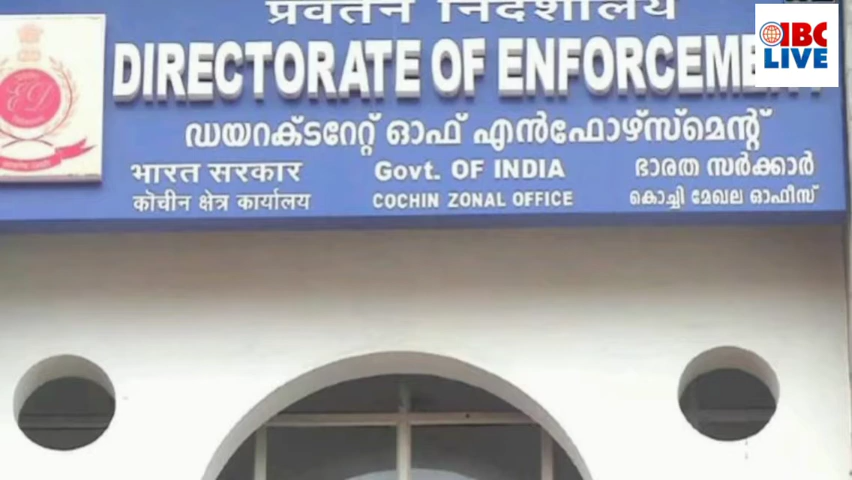 प्रवर्तन निदेशालय
DIRECTORATE OF ENFORCEMENT
ഡയറക്ടറേറ്റ് ഓഫ് എൻഫോഴ്സ്മെന്റ്
भारत सरकार Govt. OF INDIA ഭാരത സർക്കാർ
कोचीन क्षेत्र कार्यालय COCHIN ZONAL OFFICE കൊച്ചി മേഖല ഓഫീസ്
ED
IBC
LIVE